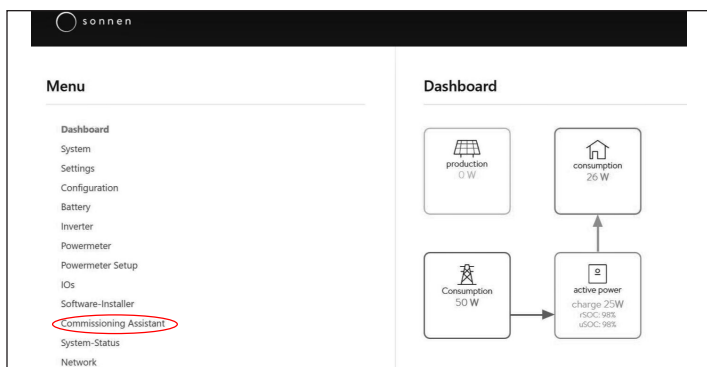 sonnen
Menu
Dashboard
System
Settings
Configuration
Battery
Inverter
Powermeter
Powermeter Setup
IOs
Software-Installer
Commissioning Assistant
System-Status
Network
Dashboard
production
0 W
consumption
26 W
Consumption
50 W
active power
charge 25W
rSOC: 98%
uSOC: 98%